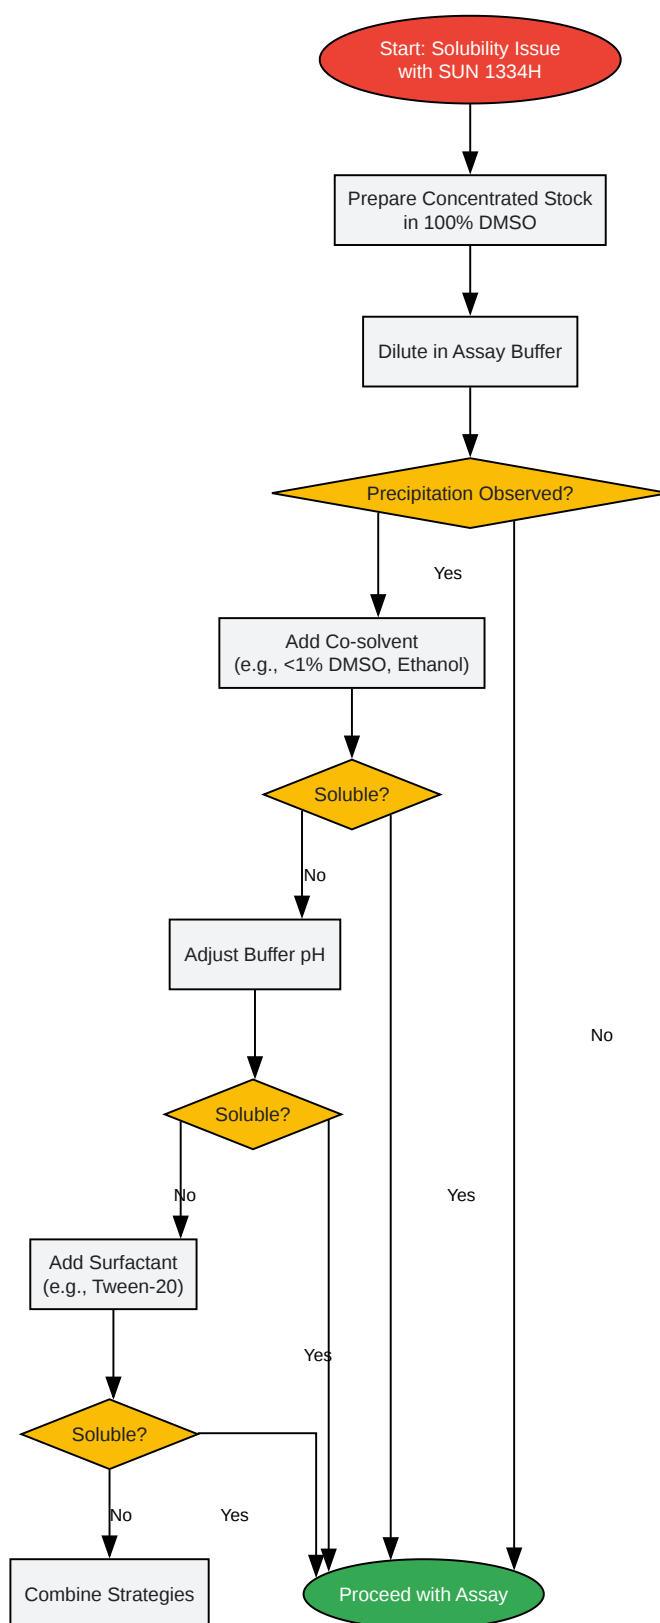 Start: Solubility Issue
with SUN 1334H
Prepare Concentrated Stock
in 100% DMSO
Dilute in Assay Buffer
Precipitation Observed?
Yes
Add Co-solvent
(e.g., <1% DMSO, Ethanol)
Soluble?
No
Adjust Buffer pH
No
Soluble?
No
Yes
Add Surfactant
(e.g., Tween-20)
Yes
Soluble?
No
Yes
Combine Strategies
Proceed with Assay